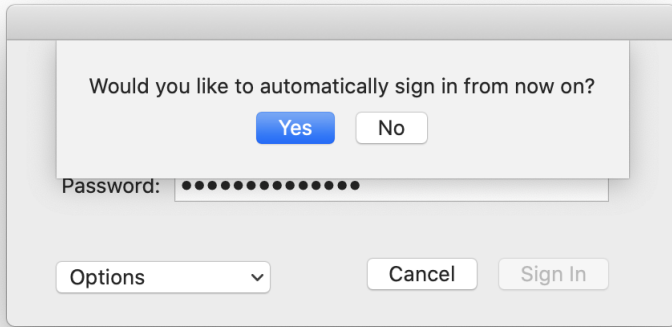 Would you like to automatically sign in from now on?
Yes No
Password: ••••••••••••••
Options Cancel Sign In